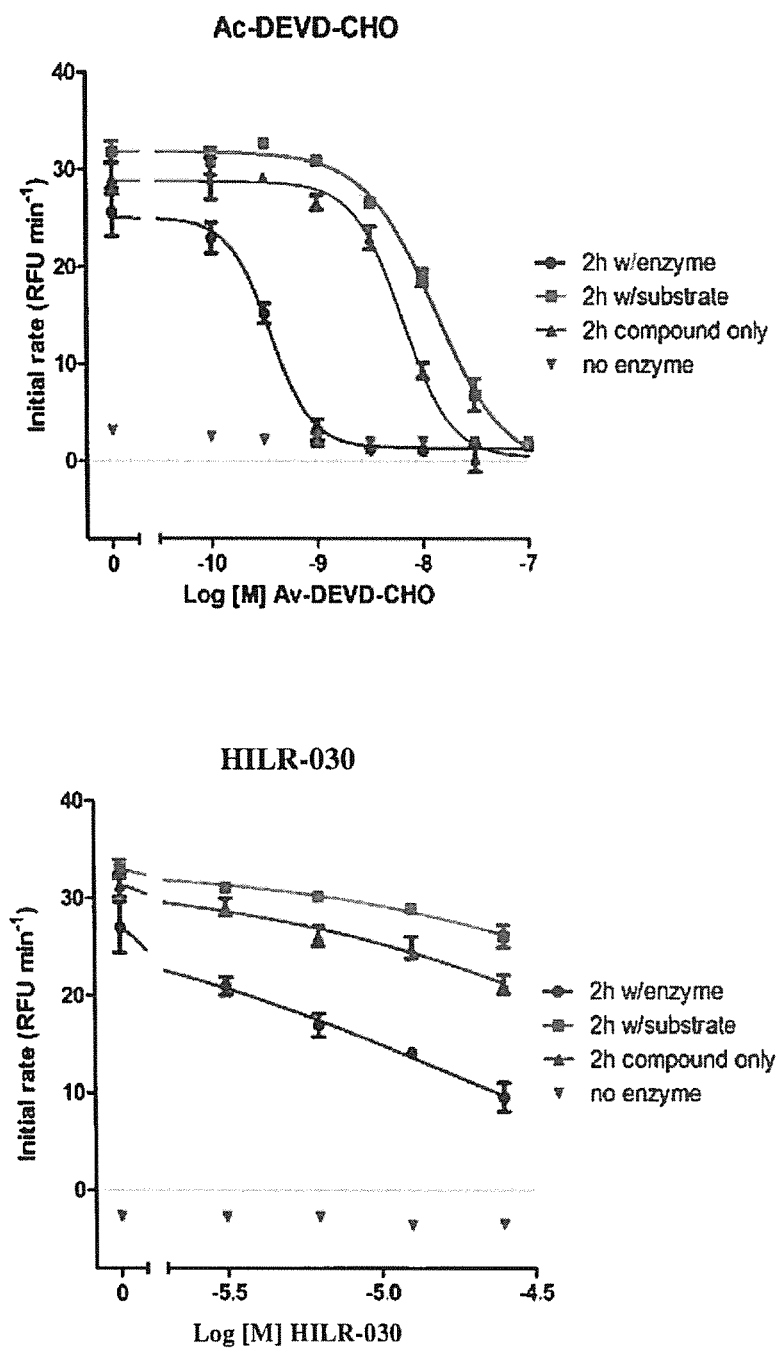 Ac-DEVD-CHO
40
30
20
10
0
Initial rate (RFU min⁻¹)
0 -10 -9 -8 -7
Log [M] Av-DEVD-CHO
2h w/enzyme
2h w/substrate
2h compound only
no enzyme
HILR-030
40
30
20
10
0
Initial rate (RFU min⁻¹)
0 -5.5 -5.0 -4.5
Log [M] HILR-030
2h w/enzyme
2h w/substrate
2h compound only
no enzyme